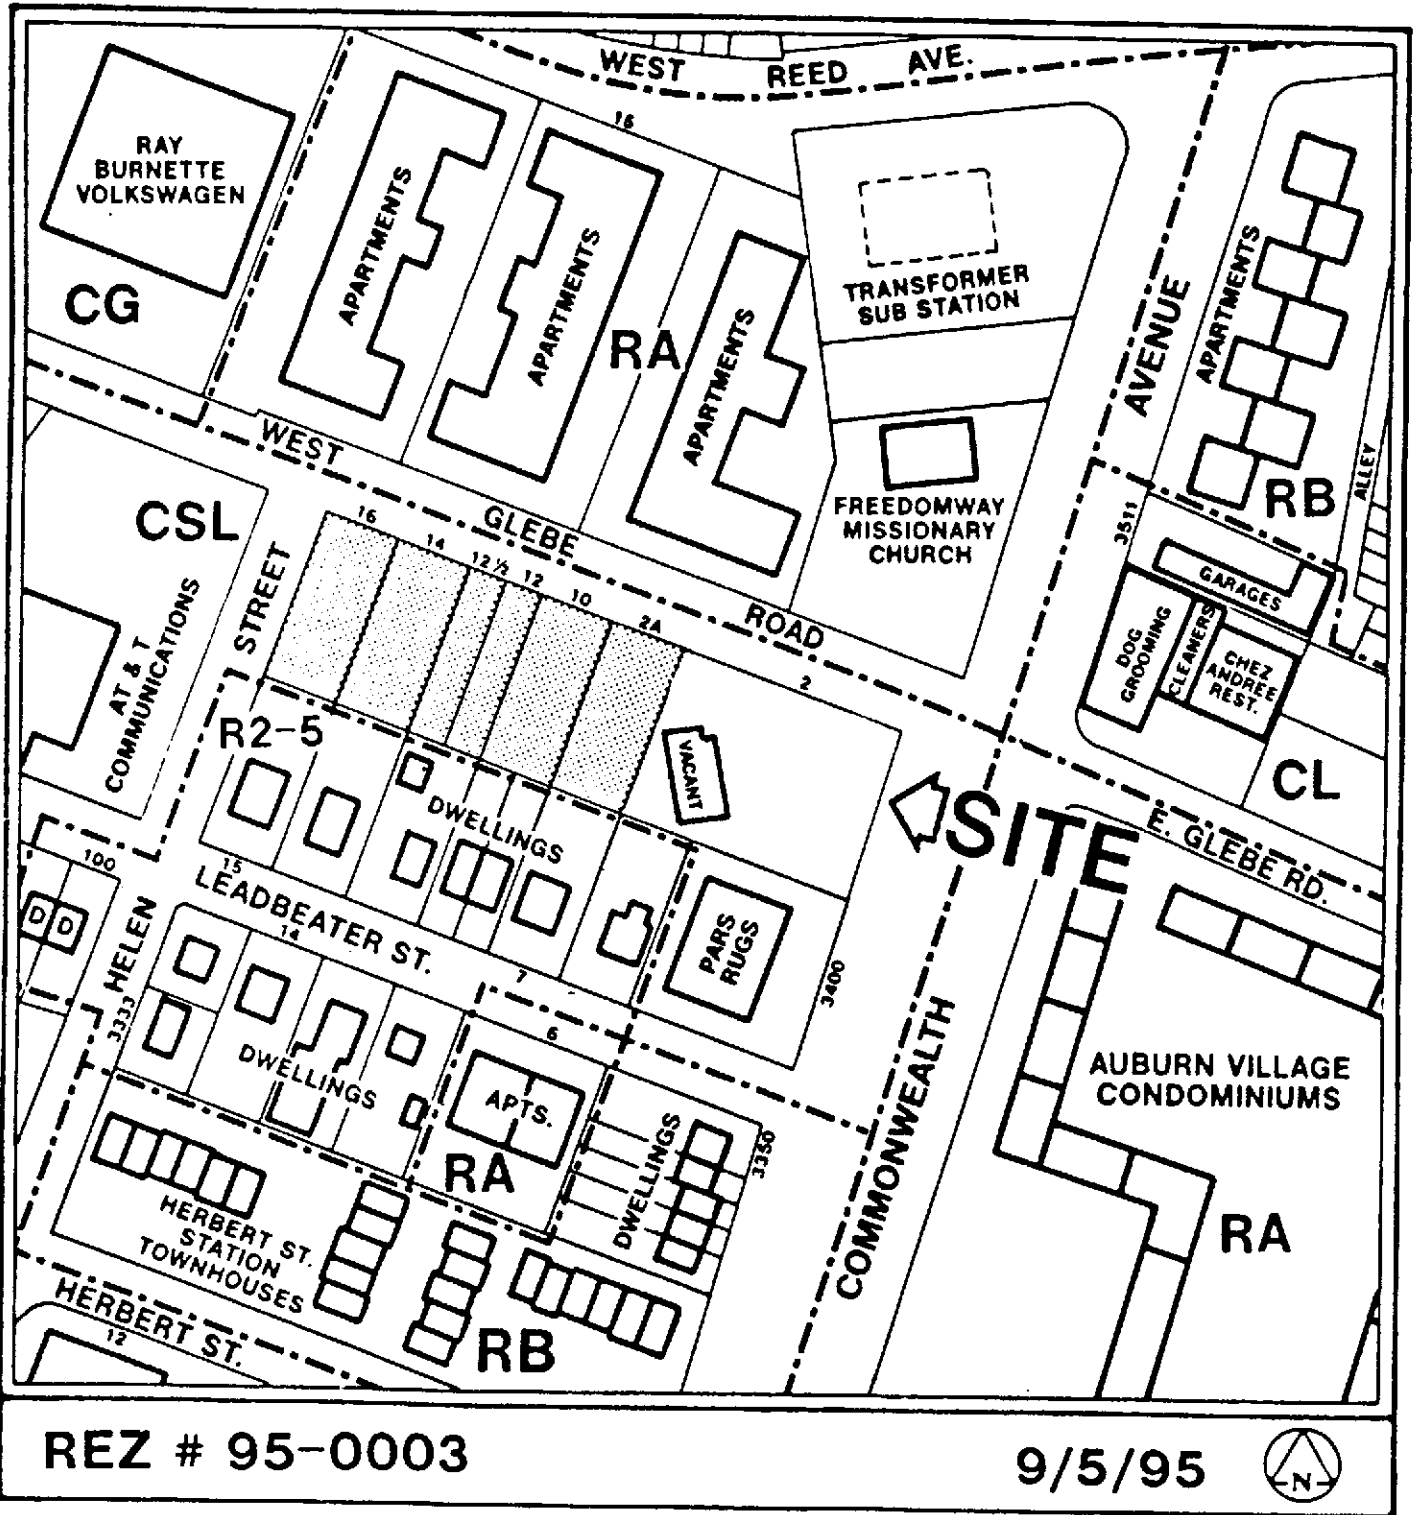 WEST REED AVE.
RAY
BURNETTE
VOLKSWAGEN
CG
16
APARTMENTS
APARTMENTS
RA
APARTMENTS
TRANSFORMER
SUB STATION
AVENUE
APARTMENTS
RB
ALLEY
FREEDOMWAY
MISSIONARY
CHURCH
3511
GARAGES
DOG
GROOMING
CLEANERS
CHEZ
ANDREE
REST.
CL
WEST GLEBE ROAD
CSL
STREET
16
14
12 ½
12
10
2A
2
AT & T
COMMUNICATIONS
R2-5
VACANT
SITE
E. GLEBE RD.
DWELLINGS
100
15
LEADBEATER ST.
D
D
HELEN
14
7
PARS
RUGS
3400
3333
DWELLINGS
6
APTS.
RA
DWELLINGS
3350
COMMONWEALTH
AUBURN VILLAGE
CONDOMINIUMS
RA
HERBERT ST.
STATION
TOWNHOUSES
HERBERT ST.
12
RB
REZ # 95-0003
9/5/95
N